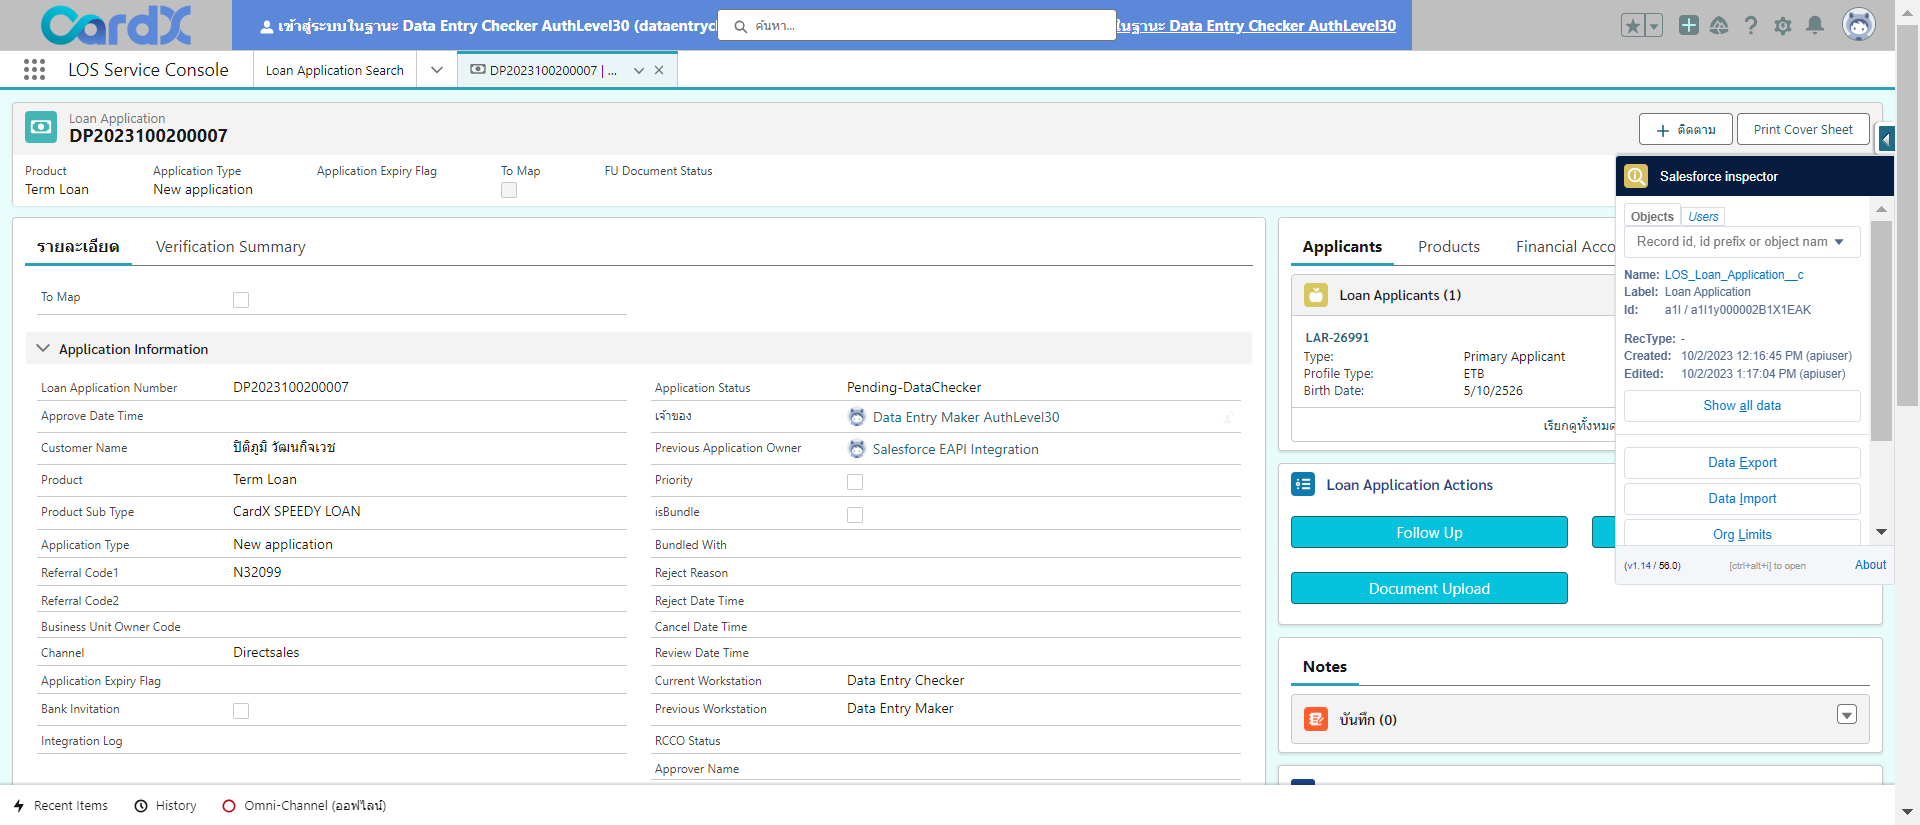 CardX
เข้าสู่ระบบในฐานะ Data Entry Checker AuthLevel30 (dataentryc
ค้นหา...
ในฐานะ Data Entry Checker AuthLevel30
LOS Service Console
Loan Application Search
DP2023100200007 | ...
Loan Application
DP2023100200007
ติดตาม
Print Cover Sheet
Product
Application Type
Application Expiry Flag
To Map
FU Document Status
Term Loan
New application
รายละเอียด
Verification Summary
To Map
Application Information
Loan Application Number
DP2023100200007
Approve Date Time
Customer Name
ปิติภูมิ วัฒนกิจเวช
Product
Term Loan
Product Sub Type
CardX SPEEDY LOAN
Application Type
New application
Referral Code1
N32099
Referral Code2
Business Unit Owner Code
Channel
Directsales
Application Expiry Flag
Bank Invitation
Integration Log
Application Status
Pending-DataChecker
เจ้าของ
Data Entry Maker AuthLevel30
Previous Application Owner
Salesforce EAPI Integration
Priority
isBundle
Bundled With
Reject Reason
Reject Date Time
Cancel Date Time
Review Date Time
Current Workstation
Data Entry Checker
Previous Workstation
Data Entry Maker
RCCO Status
Approver Name
Applicants
Products
Financial Acco
Loan Applicants (1)
LAR-26991
Type:
Primary Applicant
Profile Type:
ETB
Birth Date:
5/10/2526
เรียกดูทั้งหมด
Loan Application Actions
Follow Up
Document Upload
Notes
บันทึก (0)
Salesforce inspector
Objects
Users
Record id, id prefix or object nam
Name: LOS_Loan_Application__c
Label: Loan Application
Id: a1l / a1l1y000002B1X1EAK
RecType: -
Created: 10/2/2023 12:16:45 PM (apiuser)
Edited: 10/2/2023 1:17:04 PM (apiuser)
Show all data
Data Export
Data Import
Org Limits
(v1.14 / 56.0)
[ctrl+alt+i] to open
About
Recent Items
History
Omni-Channel (ออฟไลน์)